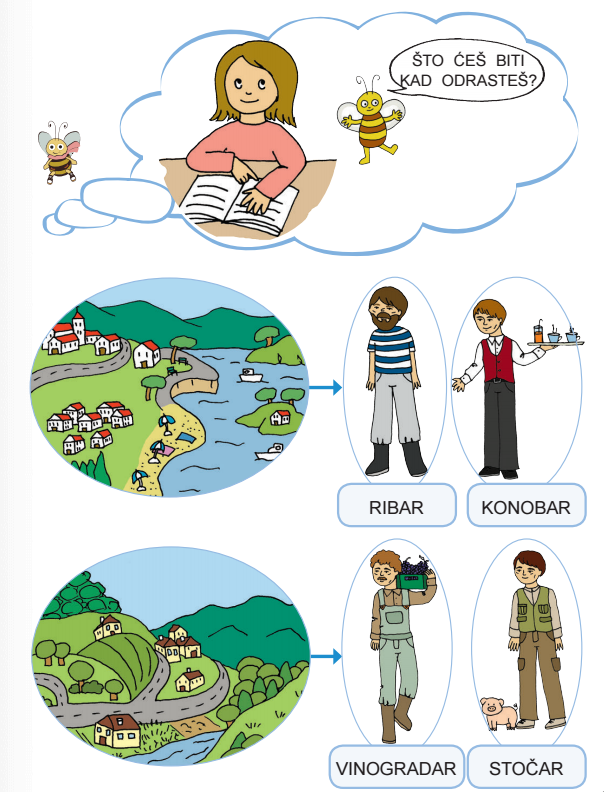 ŠTO ĆEŠ BITI
KAD ODRASTEŠ?
RIBAR
KONOBAR
VINOGRADAR
STOČAR